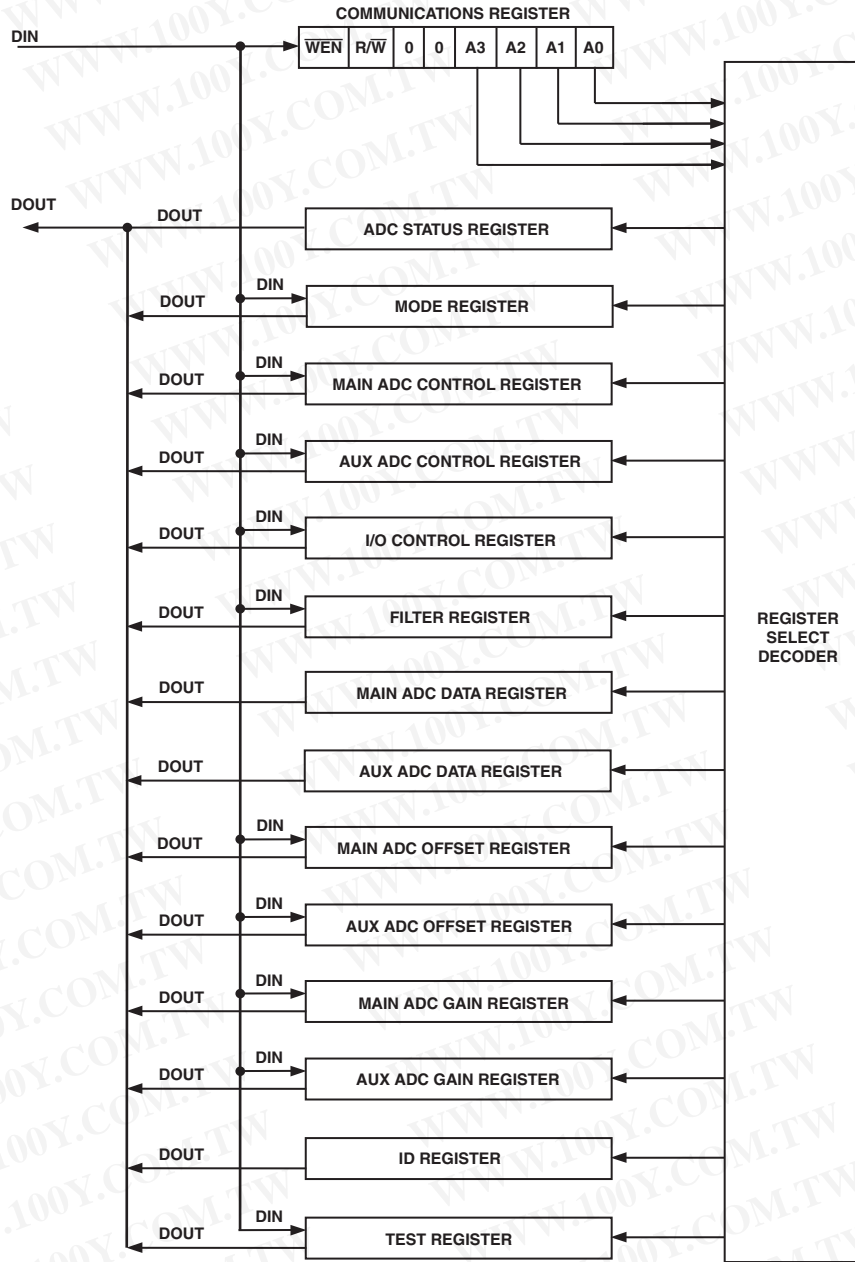 COMMUNICATIONS REGISTER
DIN
W̅E̅N̅ R/W̅ 0 0 A3 A2 A1 A0
DOUT
DOUT
ADC STATUS REGISTER
DIN
DOUT
MODE REGISTER
DIN
DOUT
MAIN ADC CONTROL REGISTER
DIN
DOUT
AUX ADC CONTROL REGISTER
DIN
DOUT
I/O CONTROL REGISTER
DIN
DOUT
FILTER REGISTER
REGISTER
SELECT
DECODER
DOUT
MAIN ADC DATA REGISTER
DOUT
AUX ADC DATA REGISTER
DIN
DOUT
MAIN ADC OFFSET REGISTER
DIN
DOUT
AUX ADC OFFSET REGISTER
DIN
DOUT
MAIN ADC GAIN REGISTER
DIN
DOUT
AUX ADC GAIN REGISTER
DOUT
ID REGISTER
DIN
DOUT
TEST REGISTER
WWW.100Y.COM.TW